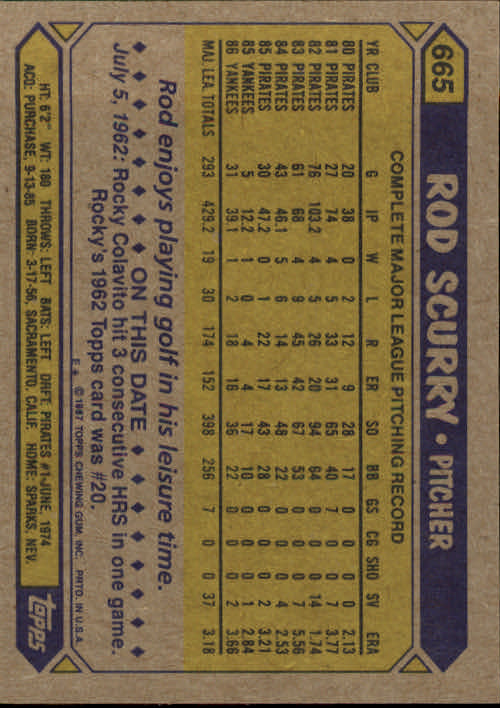 665 ROD SCURRY • PITCHER
COMPLETE MAJOR LEAGUE PITCHING RECORD
YR CLUB G IP W L R ER SO BB GS CG SHO SV ERA
80 PIRATES 20 38 0 2 12 9 28 17 0 0 0 0 2.13
81 PIRATES 27 74 4 5 33 31 65 40 7 0 0 7 3.77
82 PIRATES 76 103.2 4 5 26 20 94 64 0 0 0 14 1.74
83 PIRATES 61 68 4 9 45 42 67 53 0 0 0 7 5.56
84 PIRATES 43 46.1 5 6 14 13 48 22 0 0 0 4 2.53
85 PIRATES 30 47.2 0 1 22 17 43 28 0 0 0 2 3.21
85 YANKEES 5 12.2 1 0 4 4 17 10 0 0 0 1 2.84
86 YANKEES 31 39.1 1 2 18 16 36 22 0 0 0 2 3.66
MAJ. LEA. TOTALS 293 429.2 19 30 174 152 398 256 7 0 0 37 3.18
Rod enjoys playing golf in his leisure time.
♦ ♦ ♦ ♦ ♦ ♦ ♦ ON THIS DATE ♦ ♦ ♦ ♦ ♦ ♦ ♦
July 5, 1962: Rocky Colavito hit 3 consecutive HRS in one game.
Rocky's 1962 Topps card was #20.
E* © 1987 TOPPS CHEWING GUM, INC. PRTD. IN U.S.A.
HT: 6'2" WT: 180 THROWS: LEFT BATS: LEFT DRFT: PIRATES #1-JUNE, 1974
ACQ: PURCHASE, 9-13-85 BORN: 3-17-56, SACRAMENTO, CALIF. HOME: SPARKS, NEV.
topps